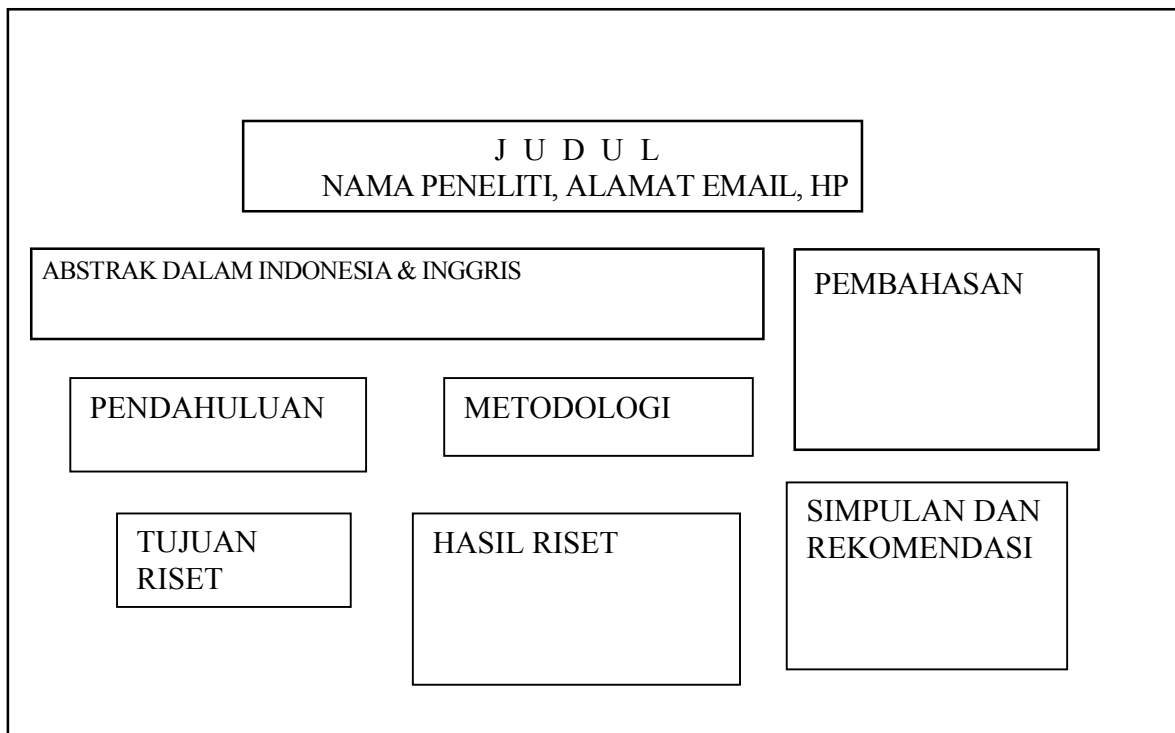 J U D U L
NAMA PENELITI, ALAMAT EMAIL, HP
ABSTRAK DALAM INDONESIA & INGGRIS
PEMBAHASAN
PENDAHULUAN
METODOLOGI
TUJUAN
RISET
HASIL RISET
SIMPULAN DAN
REKOMENDASI